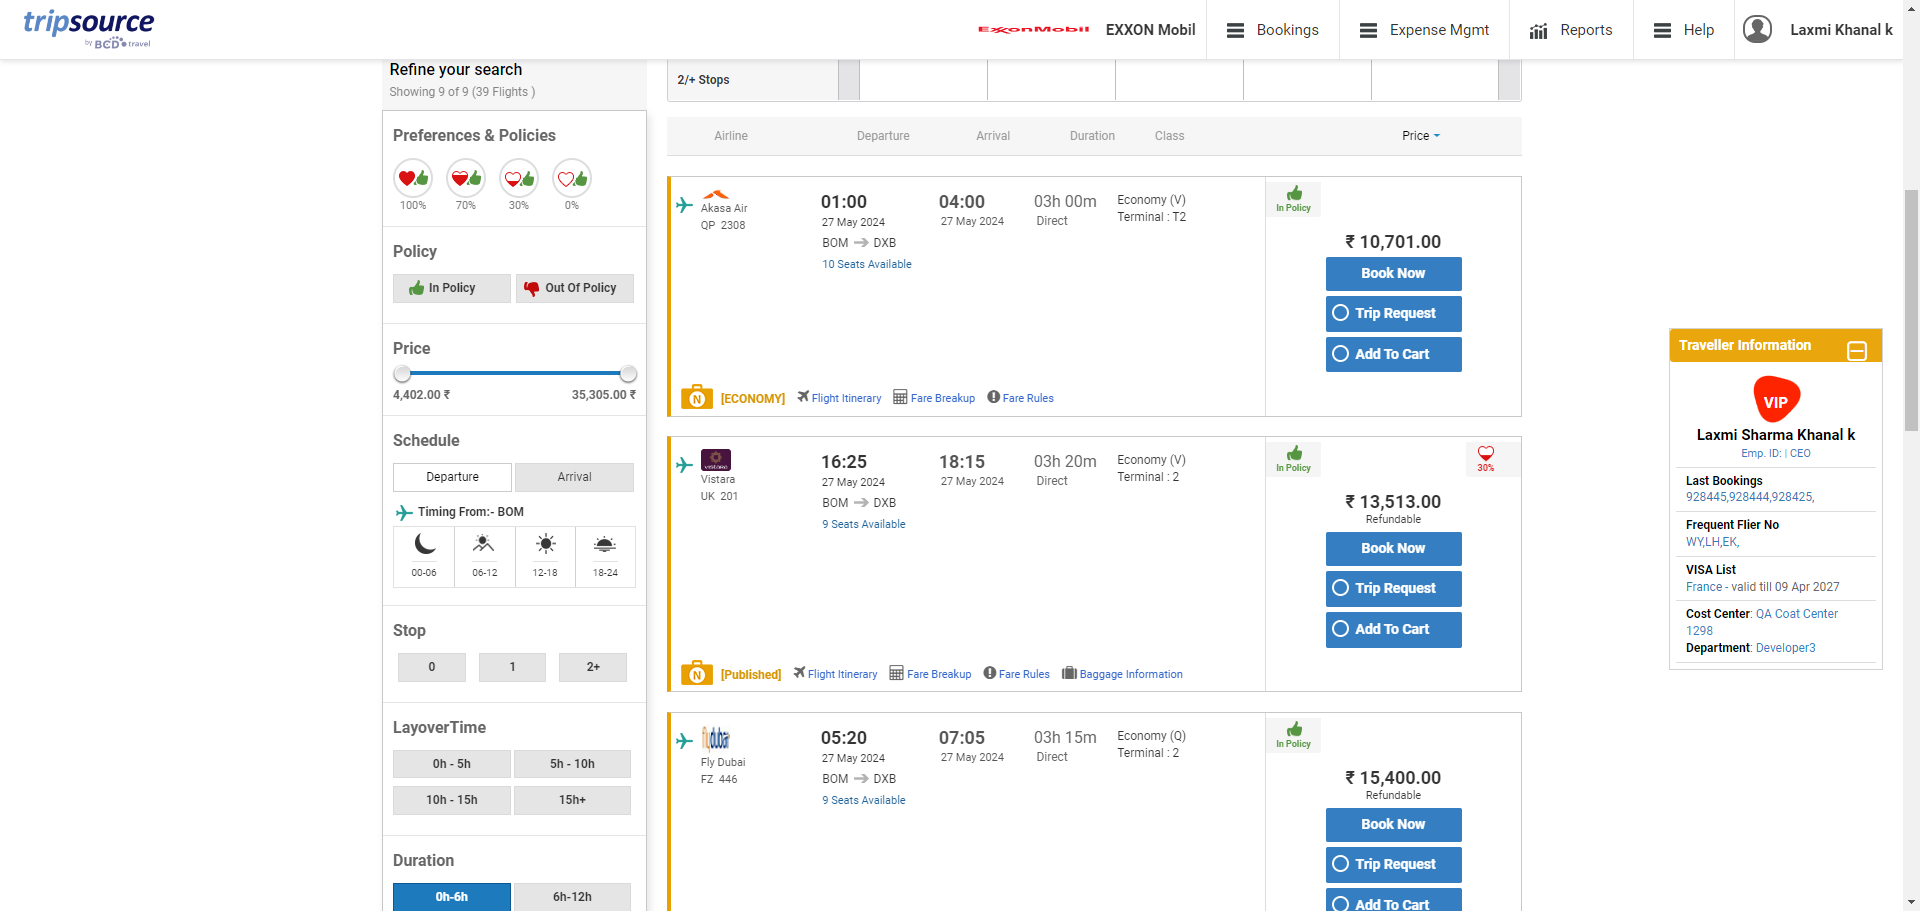 tripsource
by BCD travel
ExxonMobil
EXXON Mobil
Bookings
Expense Mgmt
Reports
Help
Laxmi Khanal k
Refine your search
Showing 9 of 9 (39 Flights )
Preferences & Policies
100%
70%
30%
0%
Policy
In Policy
Out Of Policy
Price
4,402.00 ₹
35,305.00 ₹
Schedule
Departure
Arrival
Timing From:- BOM
00-06
06-12
12-18
18-24
Stop
0
1
2+
LayoverTime
0h - 5h
5h - 10h
10h - 15h
15h+
Duration
0h-6h
6h-12h
2/+ Stops
Airline
Departure
Arrival
Duration
Class
Price
Akasa Air
QP 2308
01:00
27 May 2024
BOM DXB
10 Seats Available
04:00
27 May 2024
03h 00m
Direct
Economy (V)
Terminal : T2
In Policy
₹ 10,701.00
Book Now
Trip Request
Add To Cart
N
[ECONOMY]
Flight Itinerary
Fare Breakup
Fare Rules
VISTARA
Vistara
UK 201
16:25
27 May 2024
BOM DXB
9 Seats Available
18:15
27 May 2024
03h 20m
Direct
Economy (V)
Terminal : 2
In Policy
30%
₹ 13,513.00
Refundable
Book Now
Trip Request
Add To Cart
N
[Published]
Flight Itinerary
Fare Breakup
Fare Rules
Baggage Information
flydubai
Fly Dubai
FZ 446
05:20
27 May 2024
BOM DXB
9 Seats Available
07:05
27 May 2024
03h 15m
Direct
Economy (Q)
Terminal : 2
In Policy
₹ 15,400.00
Refundable
Book Now
Trip Request
Add To Cart
Traveller Information
VIP
Laxmi Sharma Khanal k
Emp. ID: | CEO
Last Bookings
928445,928444,928425,
Frequent Flier No
WY,LH,EK,
VISA List
France - valid till 09 Apr 2027
Cost Center: QA Coat Center
1298
Department: Developer3